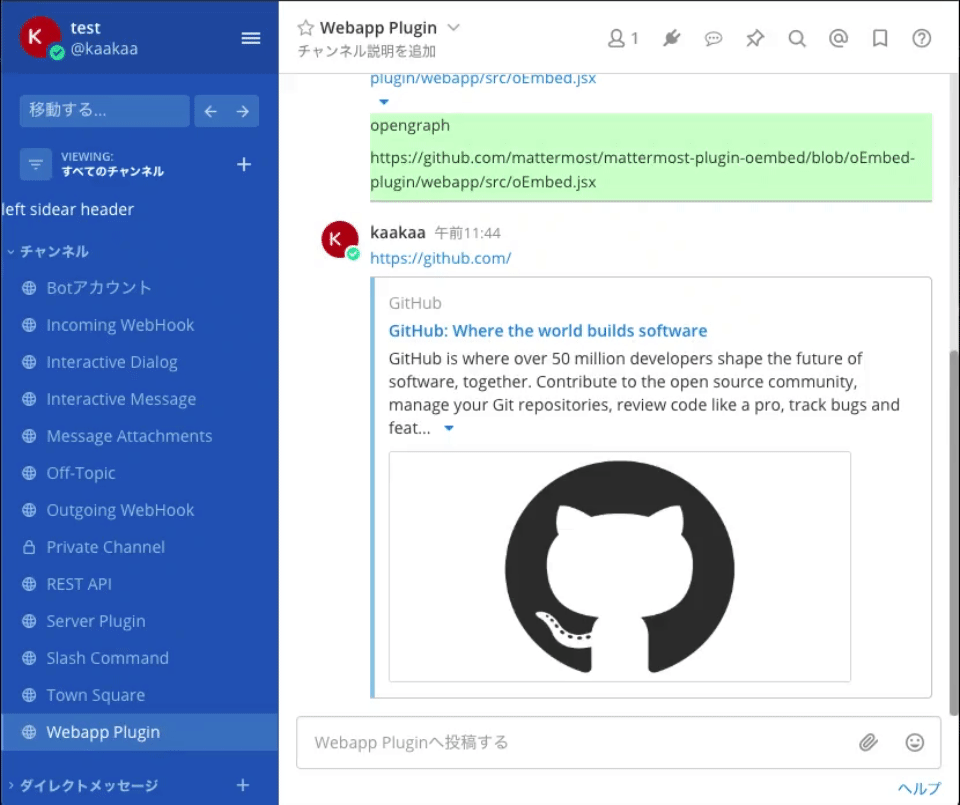 K
test
@kaakaa
移動する...
VIEWING:
すべてのチャンネル
left sidear header
チャンネル
Botアカウント
Incoming WebHook
Interactive Dialog
Interactive Message
Message Attachments
Off-Topic
Outgoing WebHook
Private Channel
REST API
Server Plugin
Slash Command
Town Square
Webapp Plugin
ダイレクトメッセージ
Webapp Plugin
チャンネル説明を追加
1
plugin/webapp/src/oEmbed.jsx
opengraph
https://github.com/mattermost/mattermost-plugin-oembed/blob/oEmbed-
plugin/webapp/src/oEmbed.jsx
K
kaakaa 午前11:44
https://github.com/
GitHub
GitHub: Where the world builds software
GitHub is where over 50 million developers shape the future of
software, together. Contribute to the open source community,
manage your Git repositories, review code like a pro, track bugs and
feat...
Webapp Pluginへ投稿する
ヘルプ